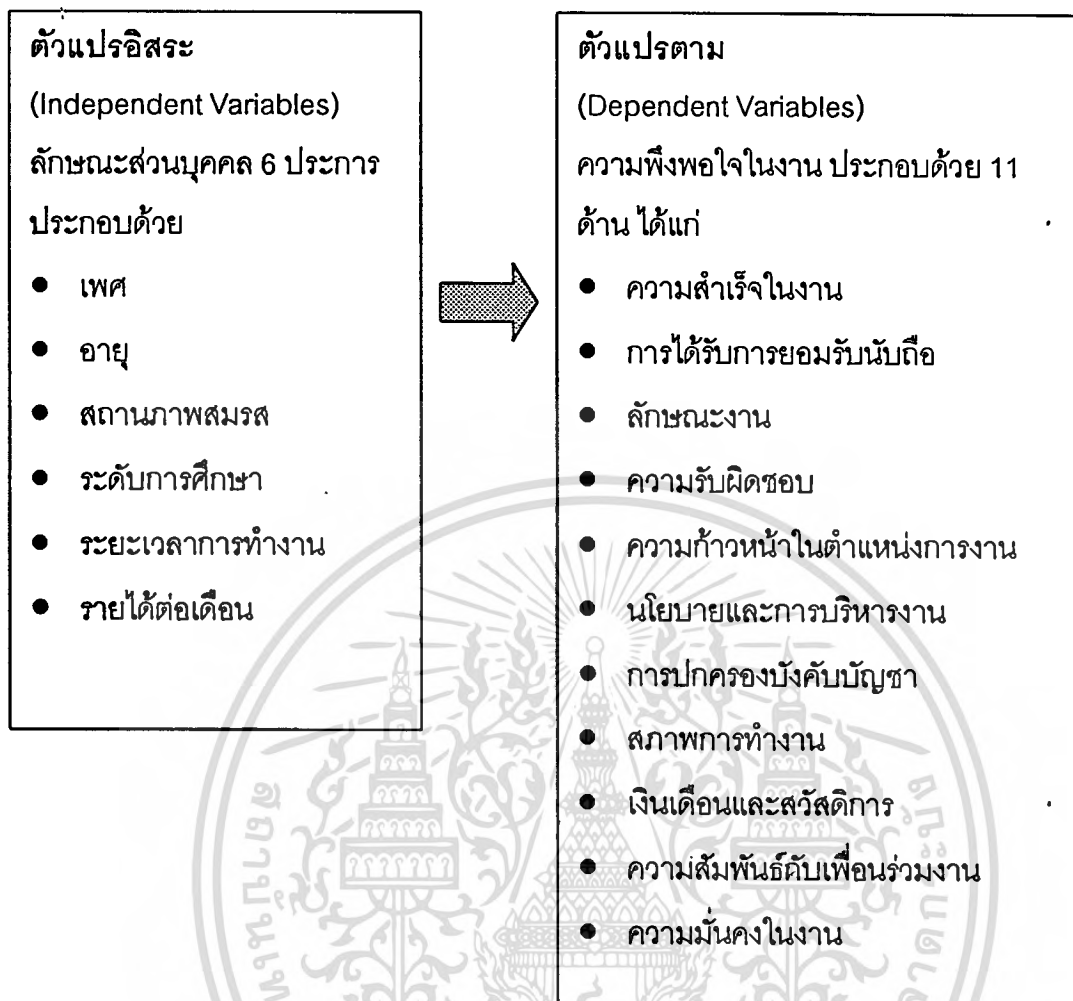 ตัวแปรอิสระ
(Independent Variables)
ลักษณะส่วนบุคคล 6 ประการ
ประกอบด้วย
● เพศ
● อายุ
● สถานภาพสมรส
● ระดับการศึกษา
● ระยะเวลาการทำงาน
● รายได้ต่อเดือน
ตัวแปรตาม
(Dependent Variables)
ความพึงพอใจในงาน ประกอบด้วย 11
ด้าน ได้แก่
● ความสำเร็จในงาน
● การได้รับการยอมรับนับถือ
● ลักษณะงาน
● ความรับผิดชอบ
● ความก้าวหน้าในตำแหน่งการงาน
● นโยบายและการบริหารงาน
● การปกครองบังคับบัญชา
● สภาพการทำงาน
● เงินเดือนและสวัสดิการ
● ความสัมพันธ์กับเพื่อนร่วมงาน
● ความมั่นคงในงาน